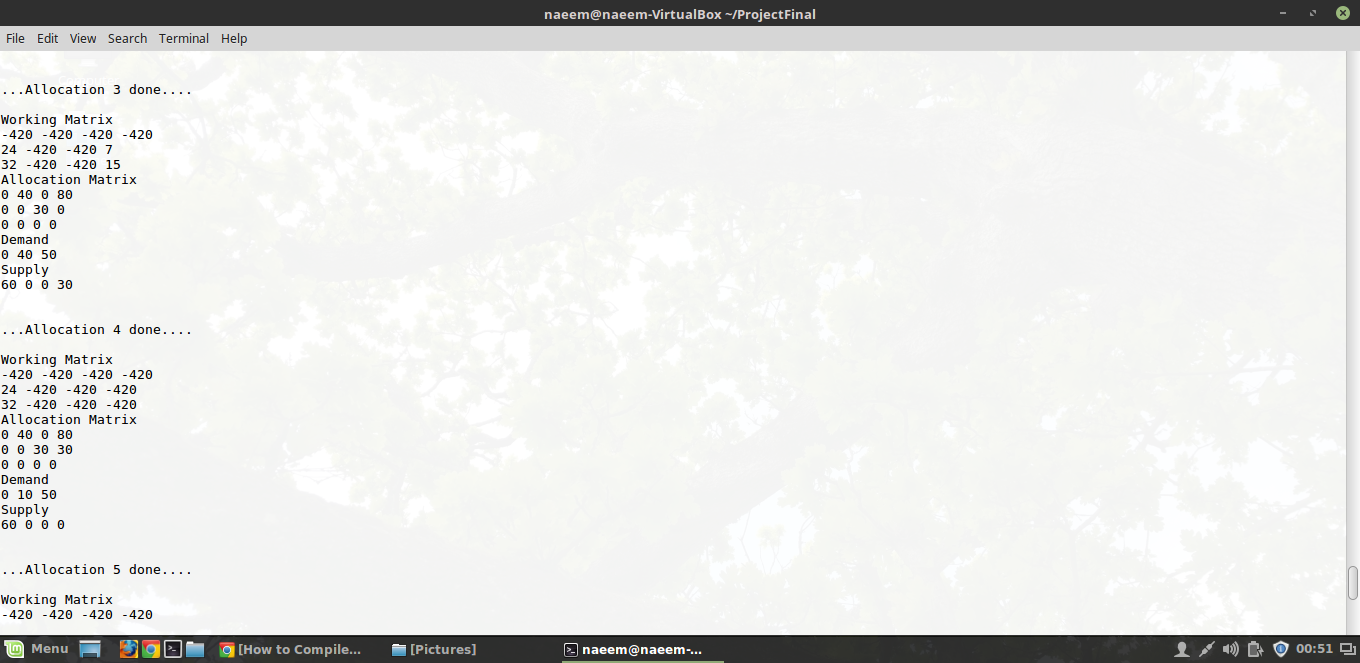 naeem@naeem-VirtualBox ~/ProjectFinal
File Edit View Search Terminal Help
...Allocation 3 done....
Working Matrix
-420 -420 -420 -420
24 -420 -420 7
32 -420 -420 15
Allocation Matrix
0 40 0 80
0 0 30 0
0 0 0 0
Demand
0 40 50
Supply
60 0 0 30
...Allocation 4 done....
Working Matrix
-420 -420 -420 -420
24 -420 -420 -420
32 -420 -420 -420
Allocation Matrix
0 40 0 80
0 0 30 30
0 0 0 0
Demand
0 10 50
Supply
60 0 0 0
...Allocation 5 done....
Working Matrix
-420 -420 -420 -420
Menu [How to Compile... [Pictures] naeem@naeem-... 00:51